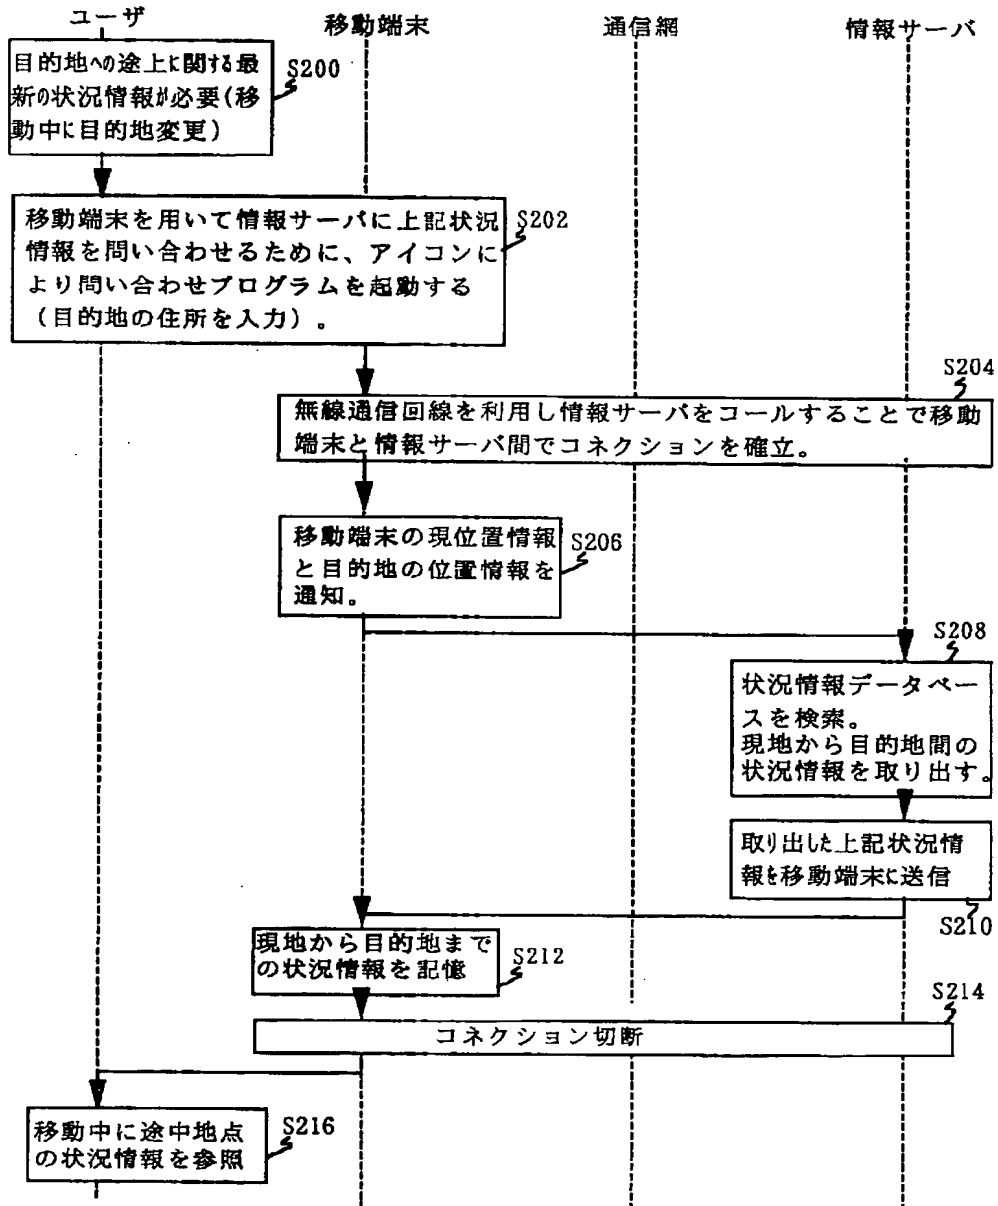 ユーザ
移動端末
通信網
情報サーバ
目的地への途上に関する最
新の状況情報が必要(移
動中に目的地変更)
S200
移動端末を用いて情報サーバに上記状況
情報を問い合わせるために、アイコンに
より問い合わせプログラムを起動する
(目的地の住所を入力)。
S202
S204
無線通信回線を利用し情報サーバをコールすることで移動
端末と情報サーバ間でコネクションを確立。
移動端末の現位置情報
と目的地の位置情報を
通知。
S206
S208
状況情報データベー
スを検索。
現地から目的地間の
状況情報を取り出す。
取り出した上記状況情
報を移動端末に送信
S210
現地から目的地まで
の状況情報を記憶
S212
S214
コネクション切断
移動中に途中地点
の状況情報を参照
S216